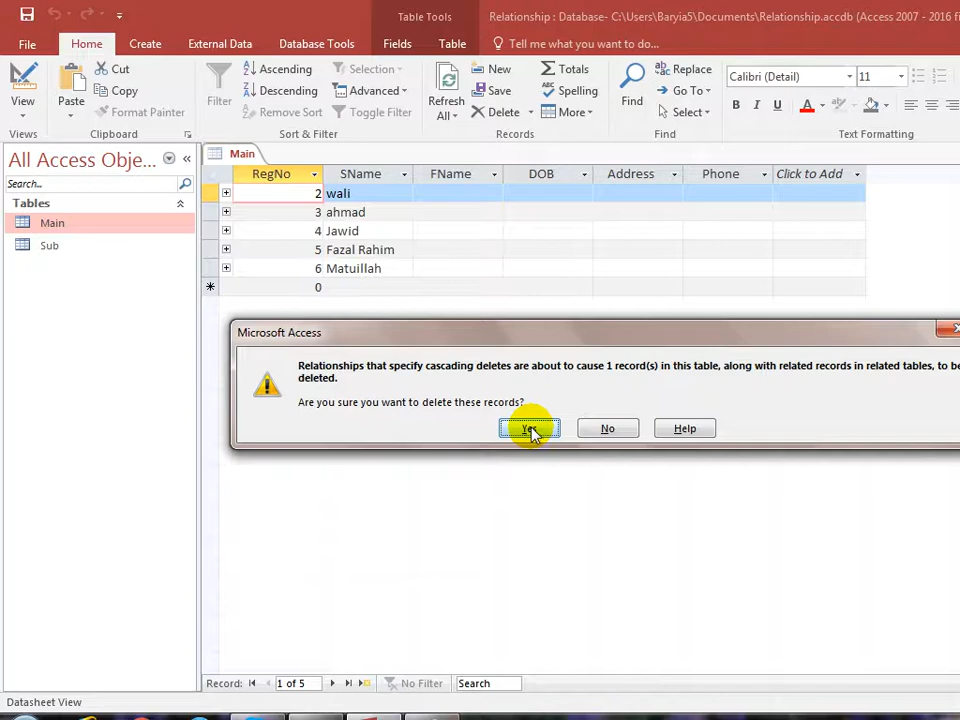 Table Tools
Relationship : Database- C:\Users\Baryia5\Documents\Relationship.accdb (Access 2007 - 2016 fi
File Home Create External Data Database Tools Fields Table Tell me what you want to do...
View
Views
Paste
Cut
Copy
Format Painter
Clipboard
Filter
Ascending
Descending
Remove Sort
Selection
Advanced
Toggle Filter
Sort & Filter
Refresh
All
New
Save
Delete
Totals
Spelling
More
Records
Find
Replace
Go To
Select
Find
Calibri (Detail) 11
B I U A
Text Formatting
All Access Obje...
Search...
Tables
Main
Sub
Main
RegNo SName FName DOB Address Phone Click to Add
2 wali
3 ahmad
4 Jawid
5 Fazal Rahim
6 Matuillah
0
Microsoft Access
Relationships that specify cascading deletes are about to cause 1 record(s) in this table, along with related records in related tables, to be
deleted.
Are you sure you want to delete these records?
Yes No Help
Record: 1 of 5 No Filter Search
Datasheet View